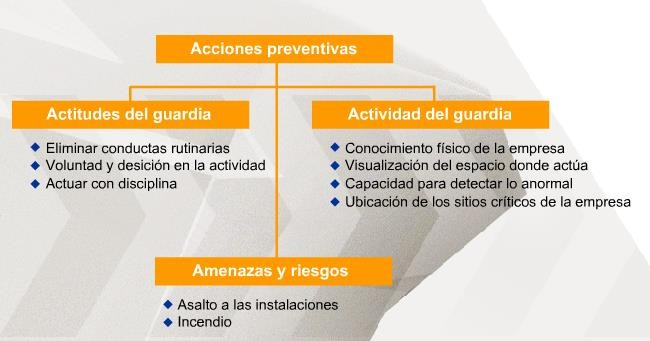 Acciones preventivas
Actitudes del guardia
Eliminar conductas rutinarias
Voluntad y desición en la actividad
Actuar con disciplina
Actividad del guardia
Conocimiento físico de la empresa
Visualización del espacio donde actúa
Capacidad para detectar lo anormal
Ubicación de los sitios críticos de la empresa
Amenazas y riesgos
Asalto a las instalaciones
Incendio